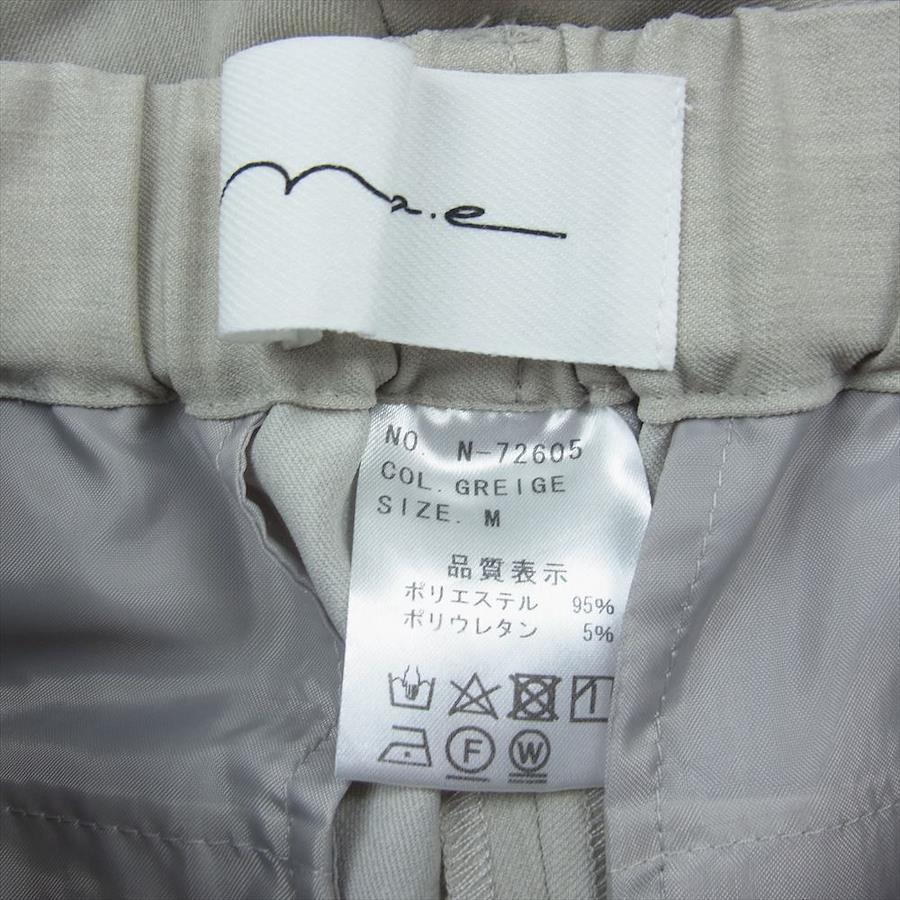 m a.e
NO. N-72605
COL. GREIGE
SIZE. M
品質表示
ポリエステル 95%
ポリウレタン 5%
F W